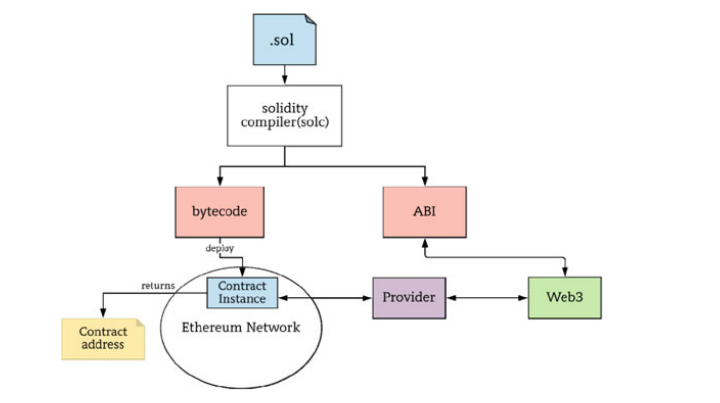 .sol
solidity
compiler(solc)
bytecode
ABI
deploy
returns
Contract
Instance
Provider
Web3
Ethereum Network
Contract
address